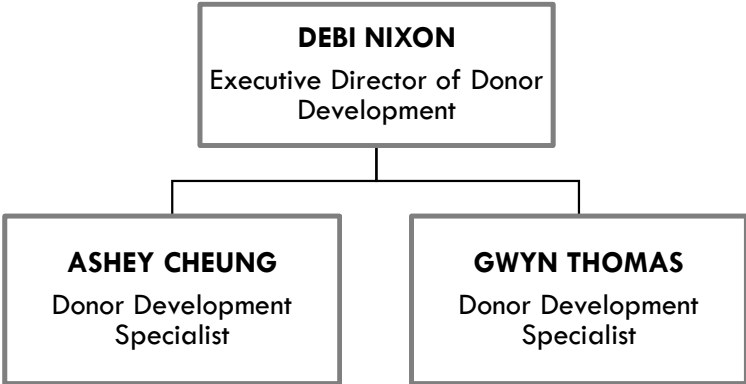 DEBI NIXON
Executive Director of Donor
Development
ASHEY CHEUNG
Donor Development
Specialist
GWYN THOMAS
Donor Development
Specialist